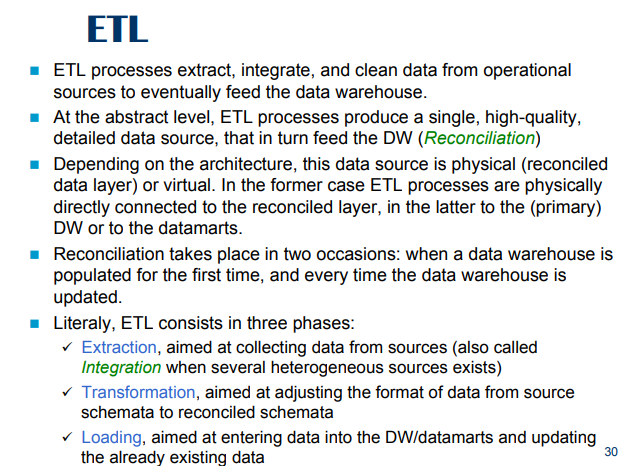 ETL
ETL processes extract, integrate, and clean data from operational
sources to eventually feed the data warehouse.
At the abstract level, ETL processes produce a single, high-quality,
detailed data source, that in turn feed the DW (Reconciliation)
Depending on the architecture, this data source is physical (reconciled
data layer) or virtual. In the former case ETL processes are physically
directly connected to the reconciled layer, in the latter to the (primary)
DW or to the datamarts.
Reconciliation takes place in two occasions: when a data warehouse is
populated for the first time, and every time the data warehouse is
updated.
Literaly, ETL consists in three phases:
✓ Extraction, aimed at collecting data from sources (also called
Integration when several heterogeneous sources exists)
✓ Transformation, aimed at adjusting the format of data from source
schemata to reconciled schemata
✓ Loading, aimed at entering data into the DW/datamarts and updating
the already existing data
30